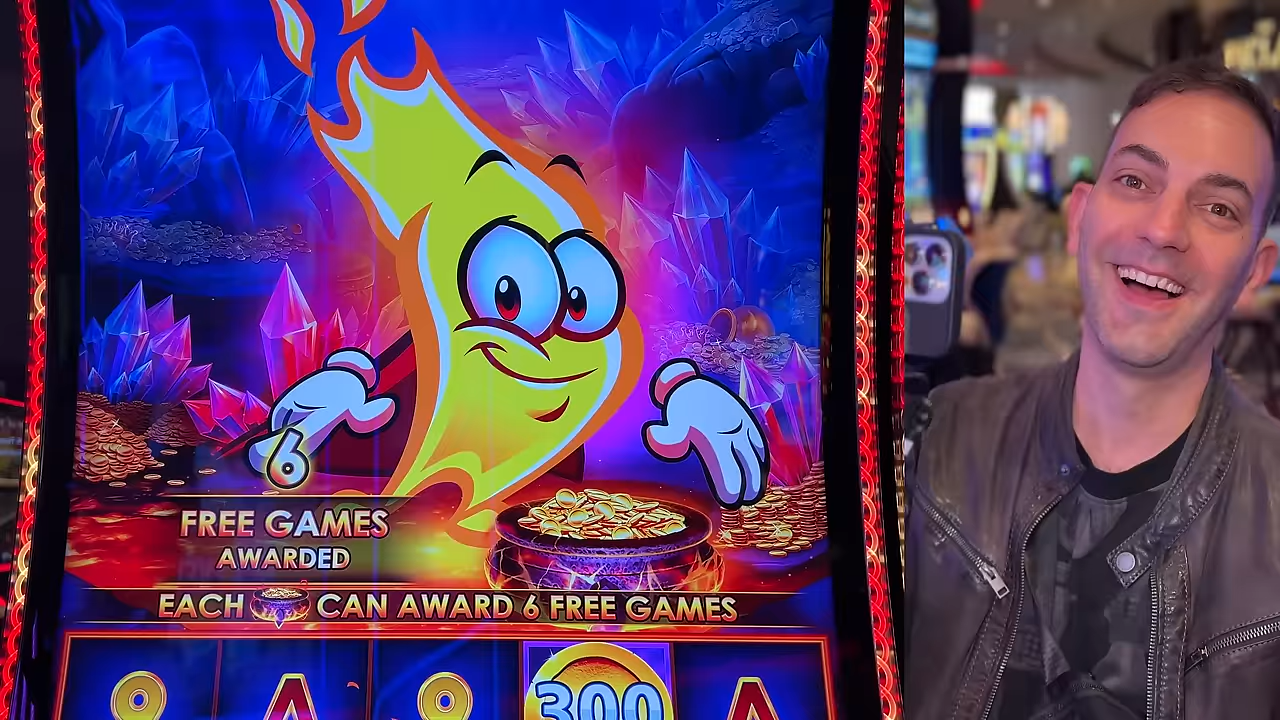 6
FREE GAMES
AWARDED
EACH CAN AWARD 6 FREE GAMES
9 A 9 300 A